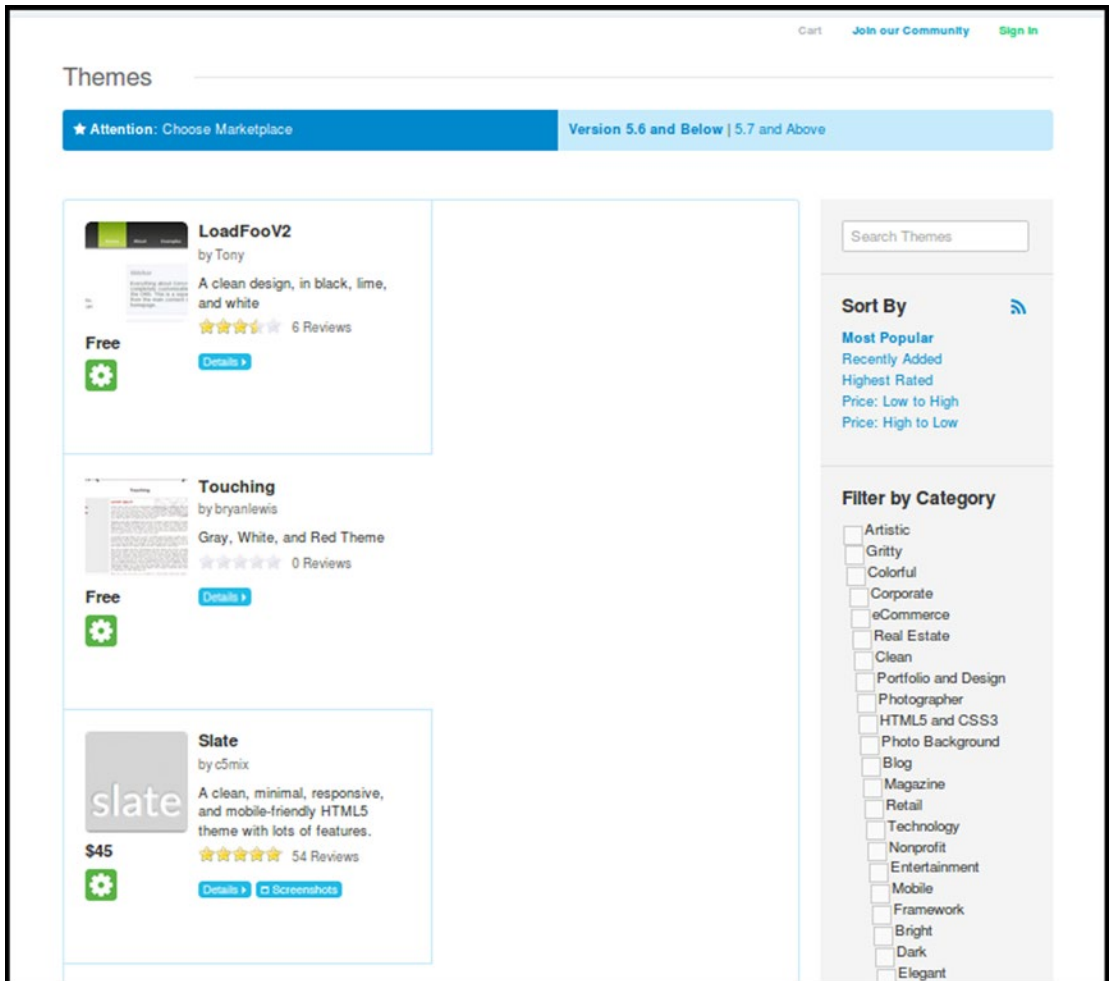 Cart Join our Community Sign In
Themes
★ Attention: Choose Marketplace
Version 5.6 and Below | 5.7 and Above
LoadFooV2
by Tony
A clean design, in black, lime,
and white
6 Reviews
Free
Details
Touching
by bryanlewis
Gray, White, and Red Theme
0 Reviews
Free
Details
slate
Slate
by c5mix
A clean, minimal, responsive,
and mobile-friendly HTML5
theme with lots of features.
$45
54 Reviews
Details Screenshots
Search Themes
Sort By
Most Popular
Recently Added
Highest Rated
Price: Low to High
Price: High to Low
Filter by Category
Artistic
Gritty
Colorful
Corporate
eCommerce
Real Estate
Clean
Portfolio and Design
Photographer
HTML5 and CSS3
Photo Background
Blog
Magazine
Retail
Technology
Nonprofit
Entertainment
Mobile
Framework
Bright
Dark
Elegant